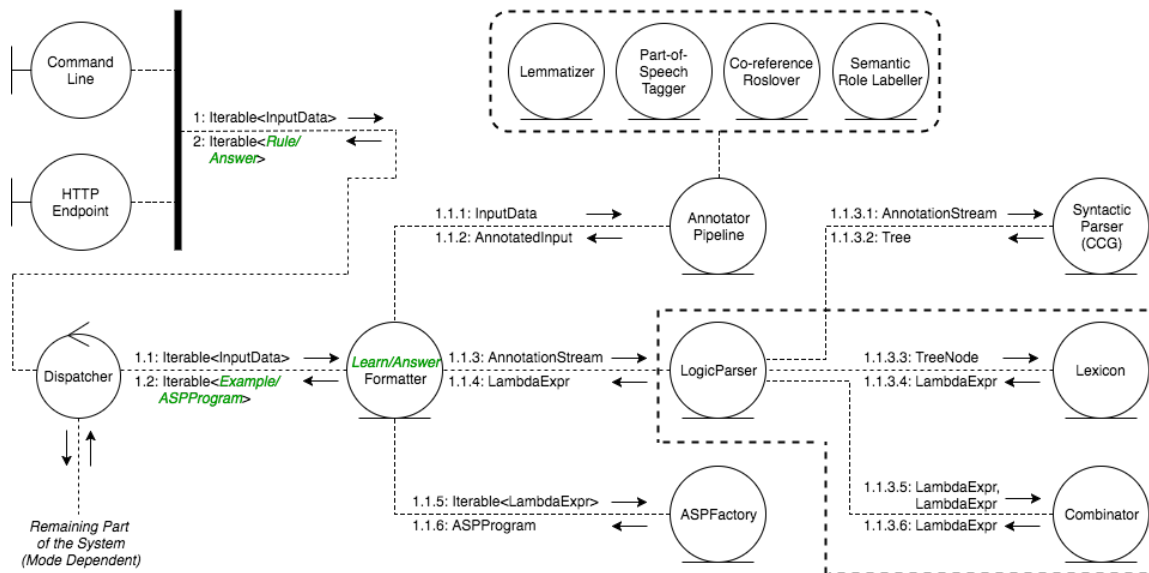 Command
Line
HTTP
Endpoint
1: Iterable<InputData>
2: Iterable<Rule/
Answer>
Lemmatizer
Part-of-
Speech
Tagger
Co-reference
Roslover
Semantic
Role Labeller
1.1.1: InputData
1.1.2: AnnotatedInput
Annotator
Pipeline
1.1.3.1: AnnotationStream
1.1.3.2: Tree
Syntactic
Parser
(CCG)
Dispatcher
1.1: Iterable<InputData>
1.2: Iterable<Example/
ASPProgram>
Learn/Answer
Formatter
1.1.3: AnnotationStream
1.1.4: LambdaExpr
LogicParser
1.1.3.3: TreeNode
1.1.3.4: LambdaExpr
Lexicon
1.1.5: Iterable<LambdaExpr>
1.1.6: ASPProgram
ASPFactory
1.1.3.5: LambdaExpr,
LambdaExpr
1.1.3.6: LambdaExpr
Combinator
Remaining Part
of the System
(Mode Dependent)